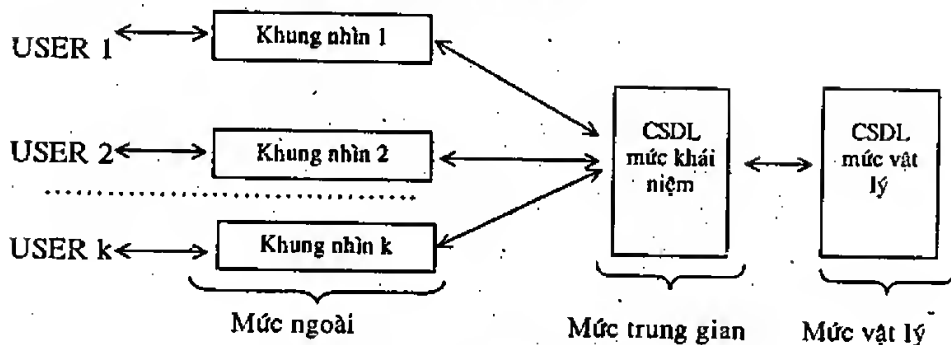 USER 1
Khung nhìn 1
USER 2
Khung nhìn 2
USER k
Khung nhìn k
CSDL
mức khái
niệm
CSDL
mức vật
lý
Mức ngoài
Mức trung gian
Mức vật lý